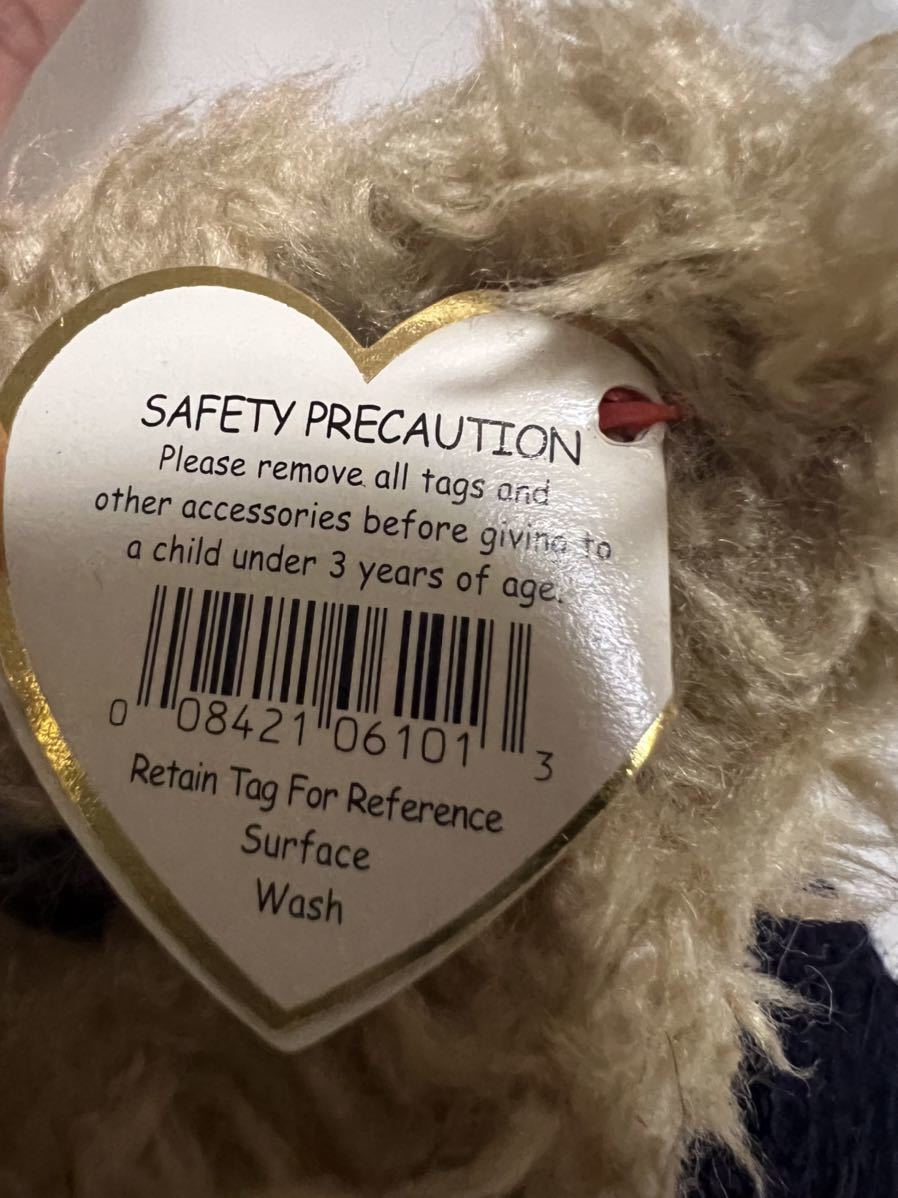 SAFETY PRECAUTION
Please remove all tags and
other accessories before giving to
a child under 3 years of age.
0 08421 06101 3
Retain Tag For Reference
Surface
Wash